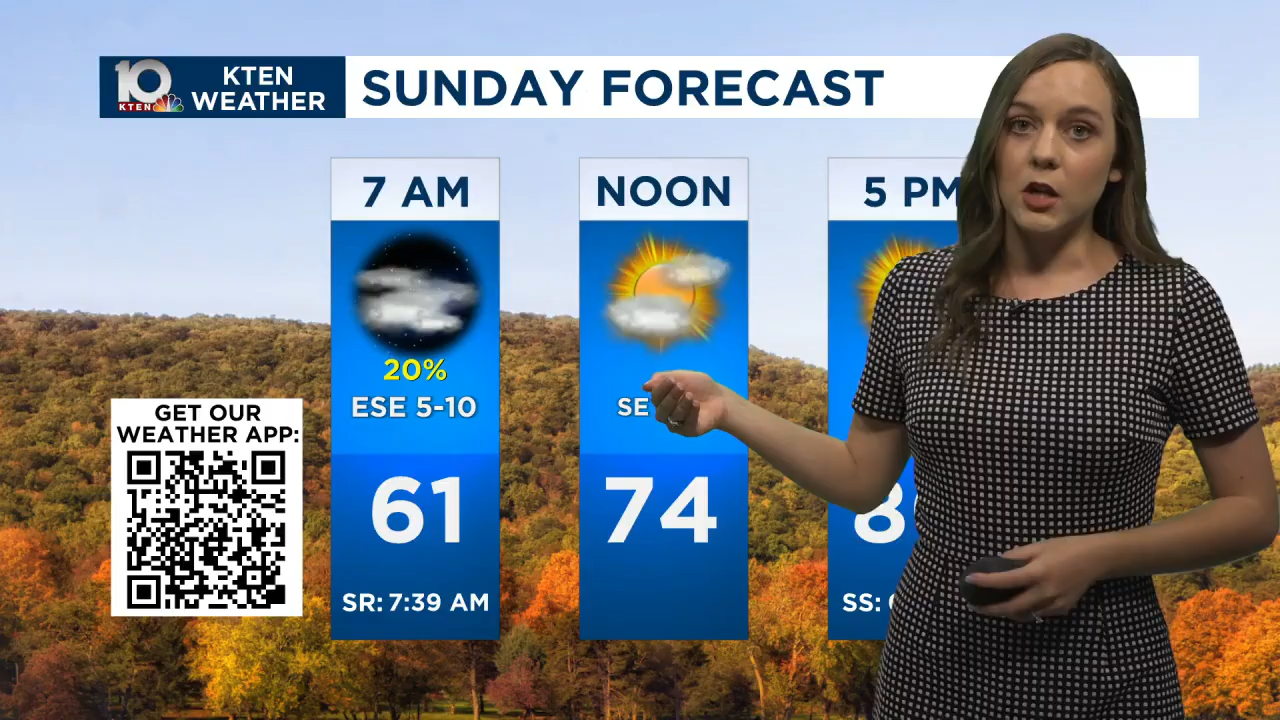 10
KTEN
KTEN
WEATHER
SUNDAY FORECAST
7 AM
20%
ESE 5-10
61
SR: 7:39 AM
NOON
SE
74
5 PM
SS:
GET OUR
WEATHER APP: